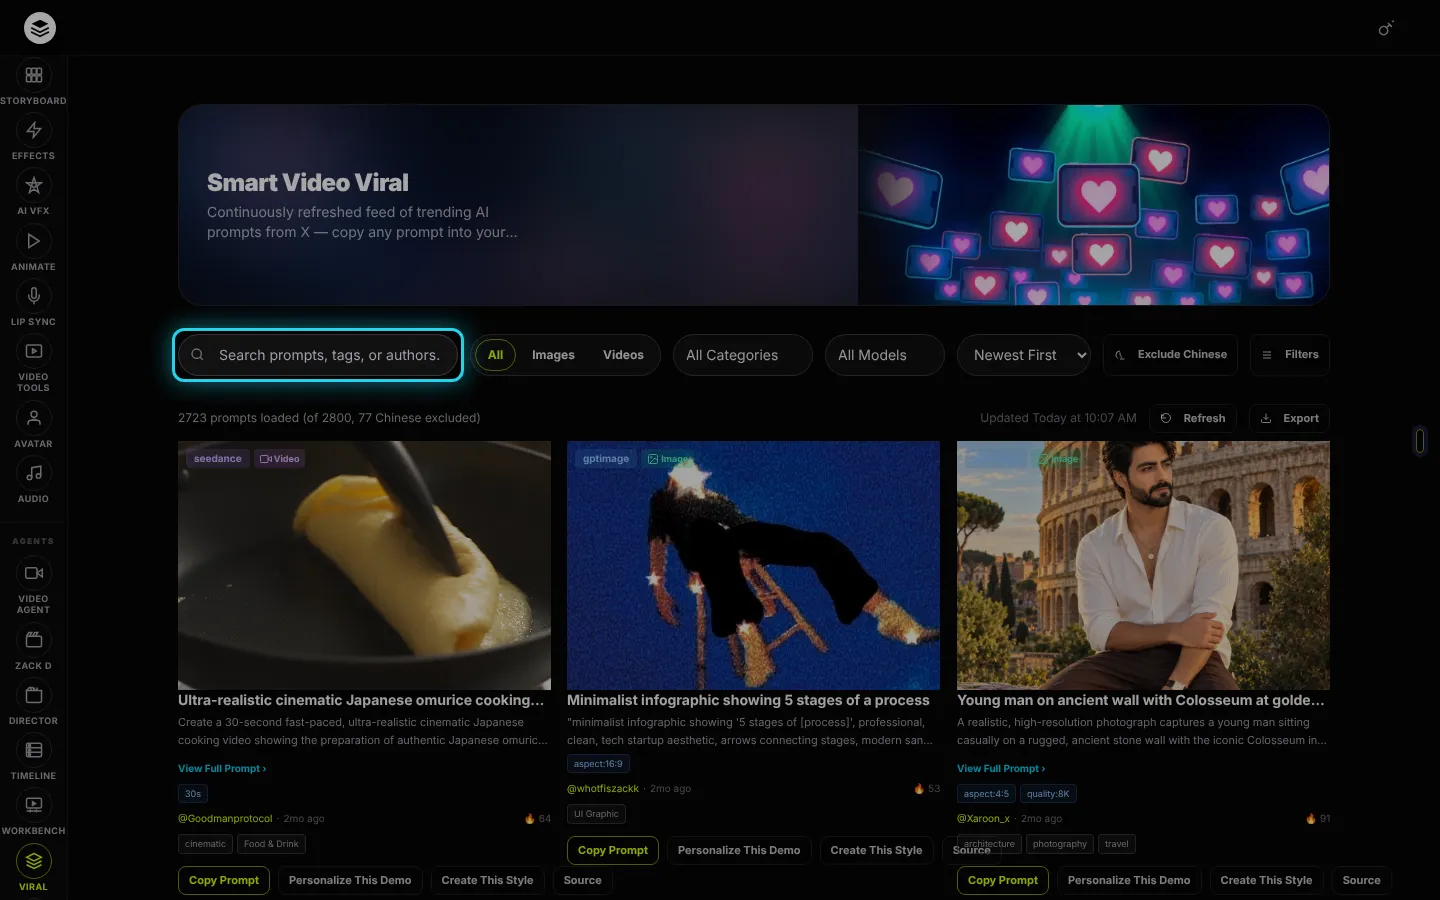 STORYBOARD
EFFECTS
AI VFX
ANIMATE
LIP SYNC
VIDEO
TOOLS
AVATAR
AUDIO
AGENTS
VIDEO
AGENT
ZACK D
DIRECTOR
TIMELINE
WORKBENCH
VIRAL
Smart Video Viral
Continuously refreshed feed of trending AI
prompts from X — copy any prompt into your...
Search prompts, tags, or authors.
All Images Videos
All Categories
All Models
Newest First
Exclude Chinese
Filters
2723 prompts loaded (of 2800, 77 Chinese excluded)
Updated Today at 10:07 AM
Refresh
Export
seedance Video
Ultra-realistic cinematic Japanese omurice cooking...
Create a 30-second fast-paced, ultra-realistic cinematic Japanese
cooking video showing the preparation of authentic Japanese omuric...
View Full Prompt ›
30s
@Goodmanprotocol · 2mo ago 🔥 64
cinematic Food & Drink
Copy Prompt Personalize This Demo Create This Style Source
gptimage Image
Minimalist infographic showing 5 stages of a process
"minimalist infographic showing '5 stages of [process]', professional,
clean, tech startup aesthetic, arrows connecting stages, modern san...
aspect:16:9
@whotfiszackk · 2mo ago 🔥 53
UI Graphic
Copy Prompt Personalize This Demo Create This Style Source
Image
Young man on ancient wall with Colosseum at golde...
A realistic, high-resolution photograph captures a young man sitting
casually on a rugged, ancient stone wall with the iconic Colosseum in...
View Full Prompt ›
aspect:4:5 quality:8K
@Xaroon_x · 2mo ago 🔥 91
architecture photography travel
Copy Prompt Personalize This Demo Create This Style Source